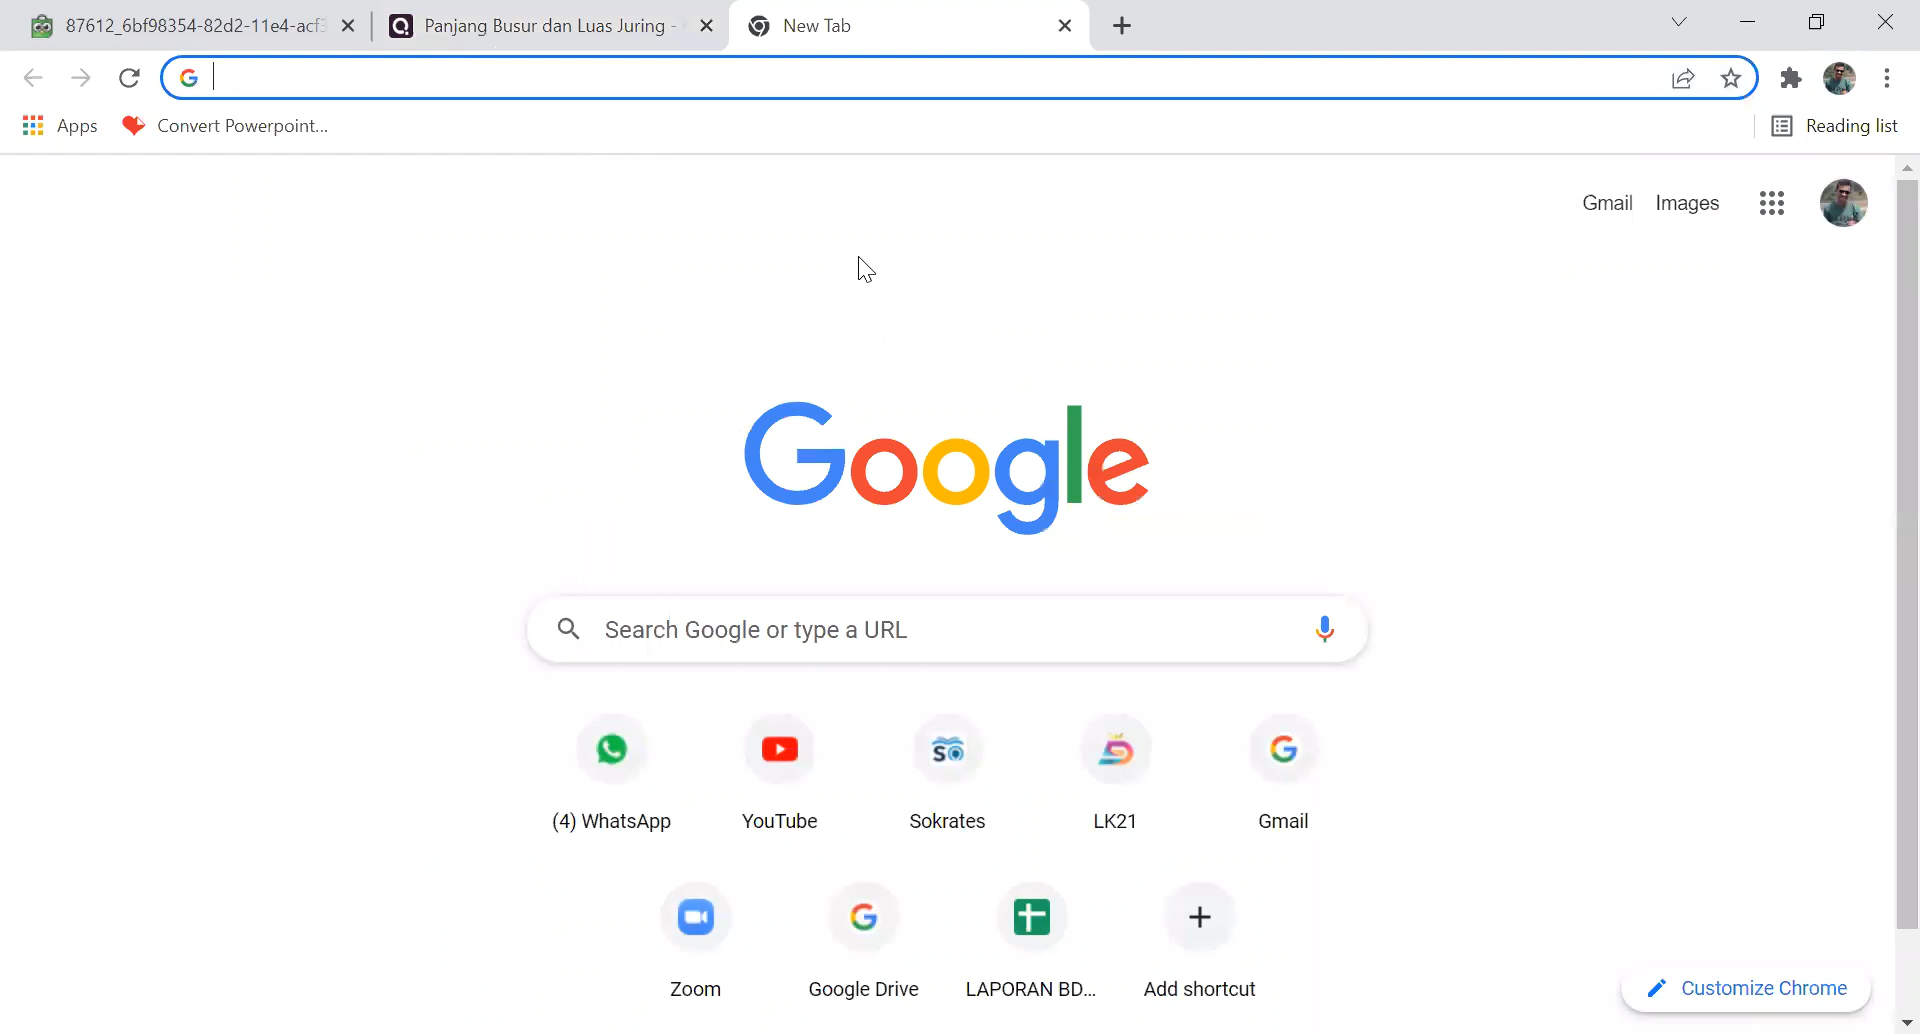 87612_6bf98354-82d2-11e4-acf3
Panjang Busur dan Luas Juring -
New Tab
Apps
Convert Powerpoint...
Reading list
Gmail
Images
Google
Search Google or type a URL
(4) WhatsApp
YouTube
Sokrates
LK21
Gmail
Zoom
Google Drive
LAPORAN BD...
Add shortcut
Customize Chrome